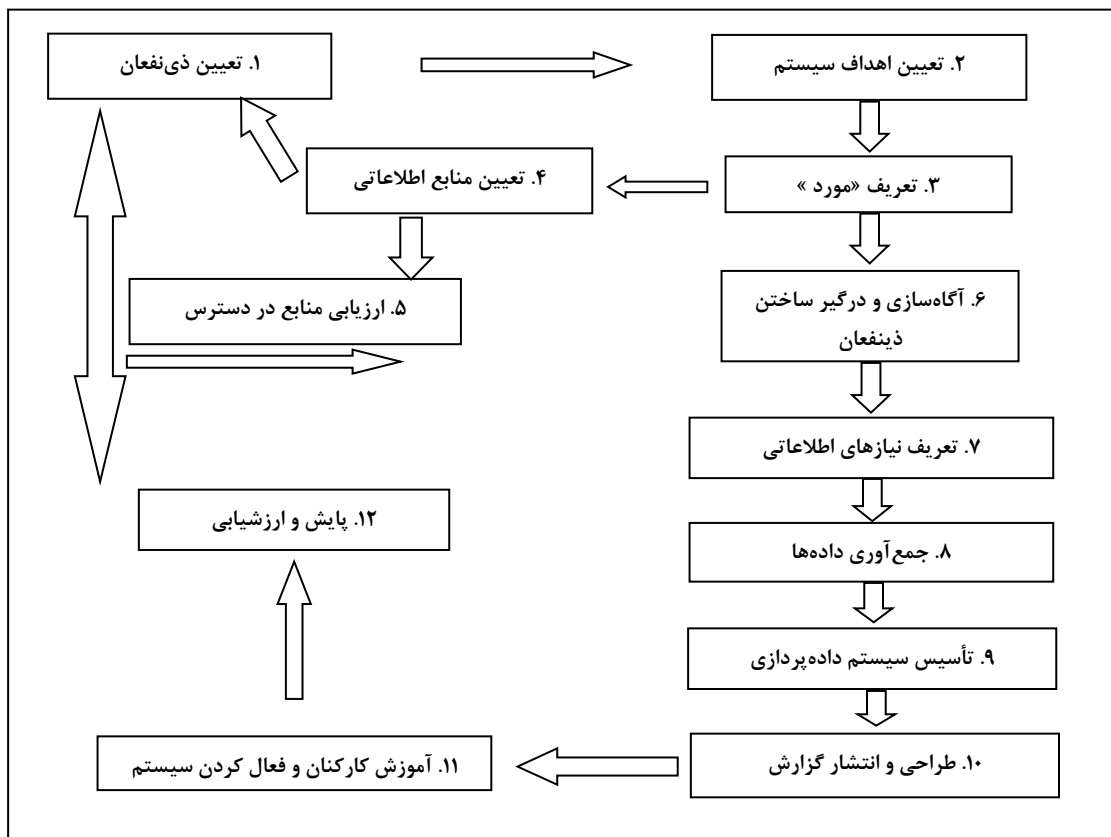 ۱. تعیین ذی‌نفعان
۲. تعیین اهداف سیستم
۳. تعریف «مورد »
۴. تعیین منابع اطلاعاتی
۵. ارزیابی منابع در دسترس
۶. آگاه‌سازی و درگیر ساختن
ذینفعان
۷. تعریف نیازهای اطلاعاتی
۸. جمع‌آوری داده‌ها
۹. تأسیس سیستم داده‌پردازی
۱۰. طراحی و انتشار گزارش
۱۱. آموزش کارکنان و فعال کردن سیستم
۱۲. پایش و ارزشیابی